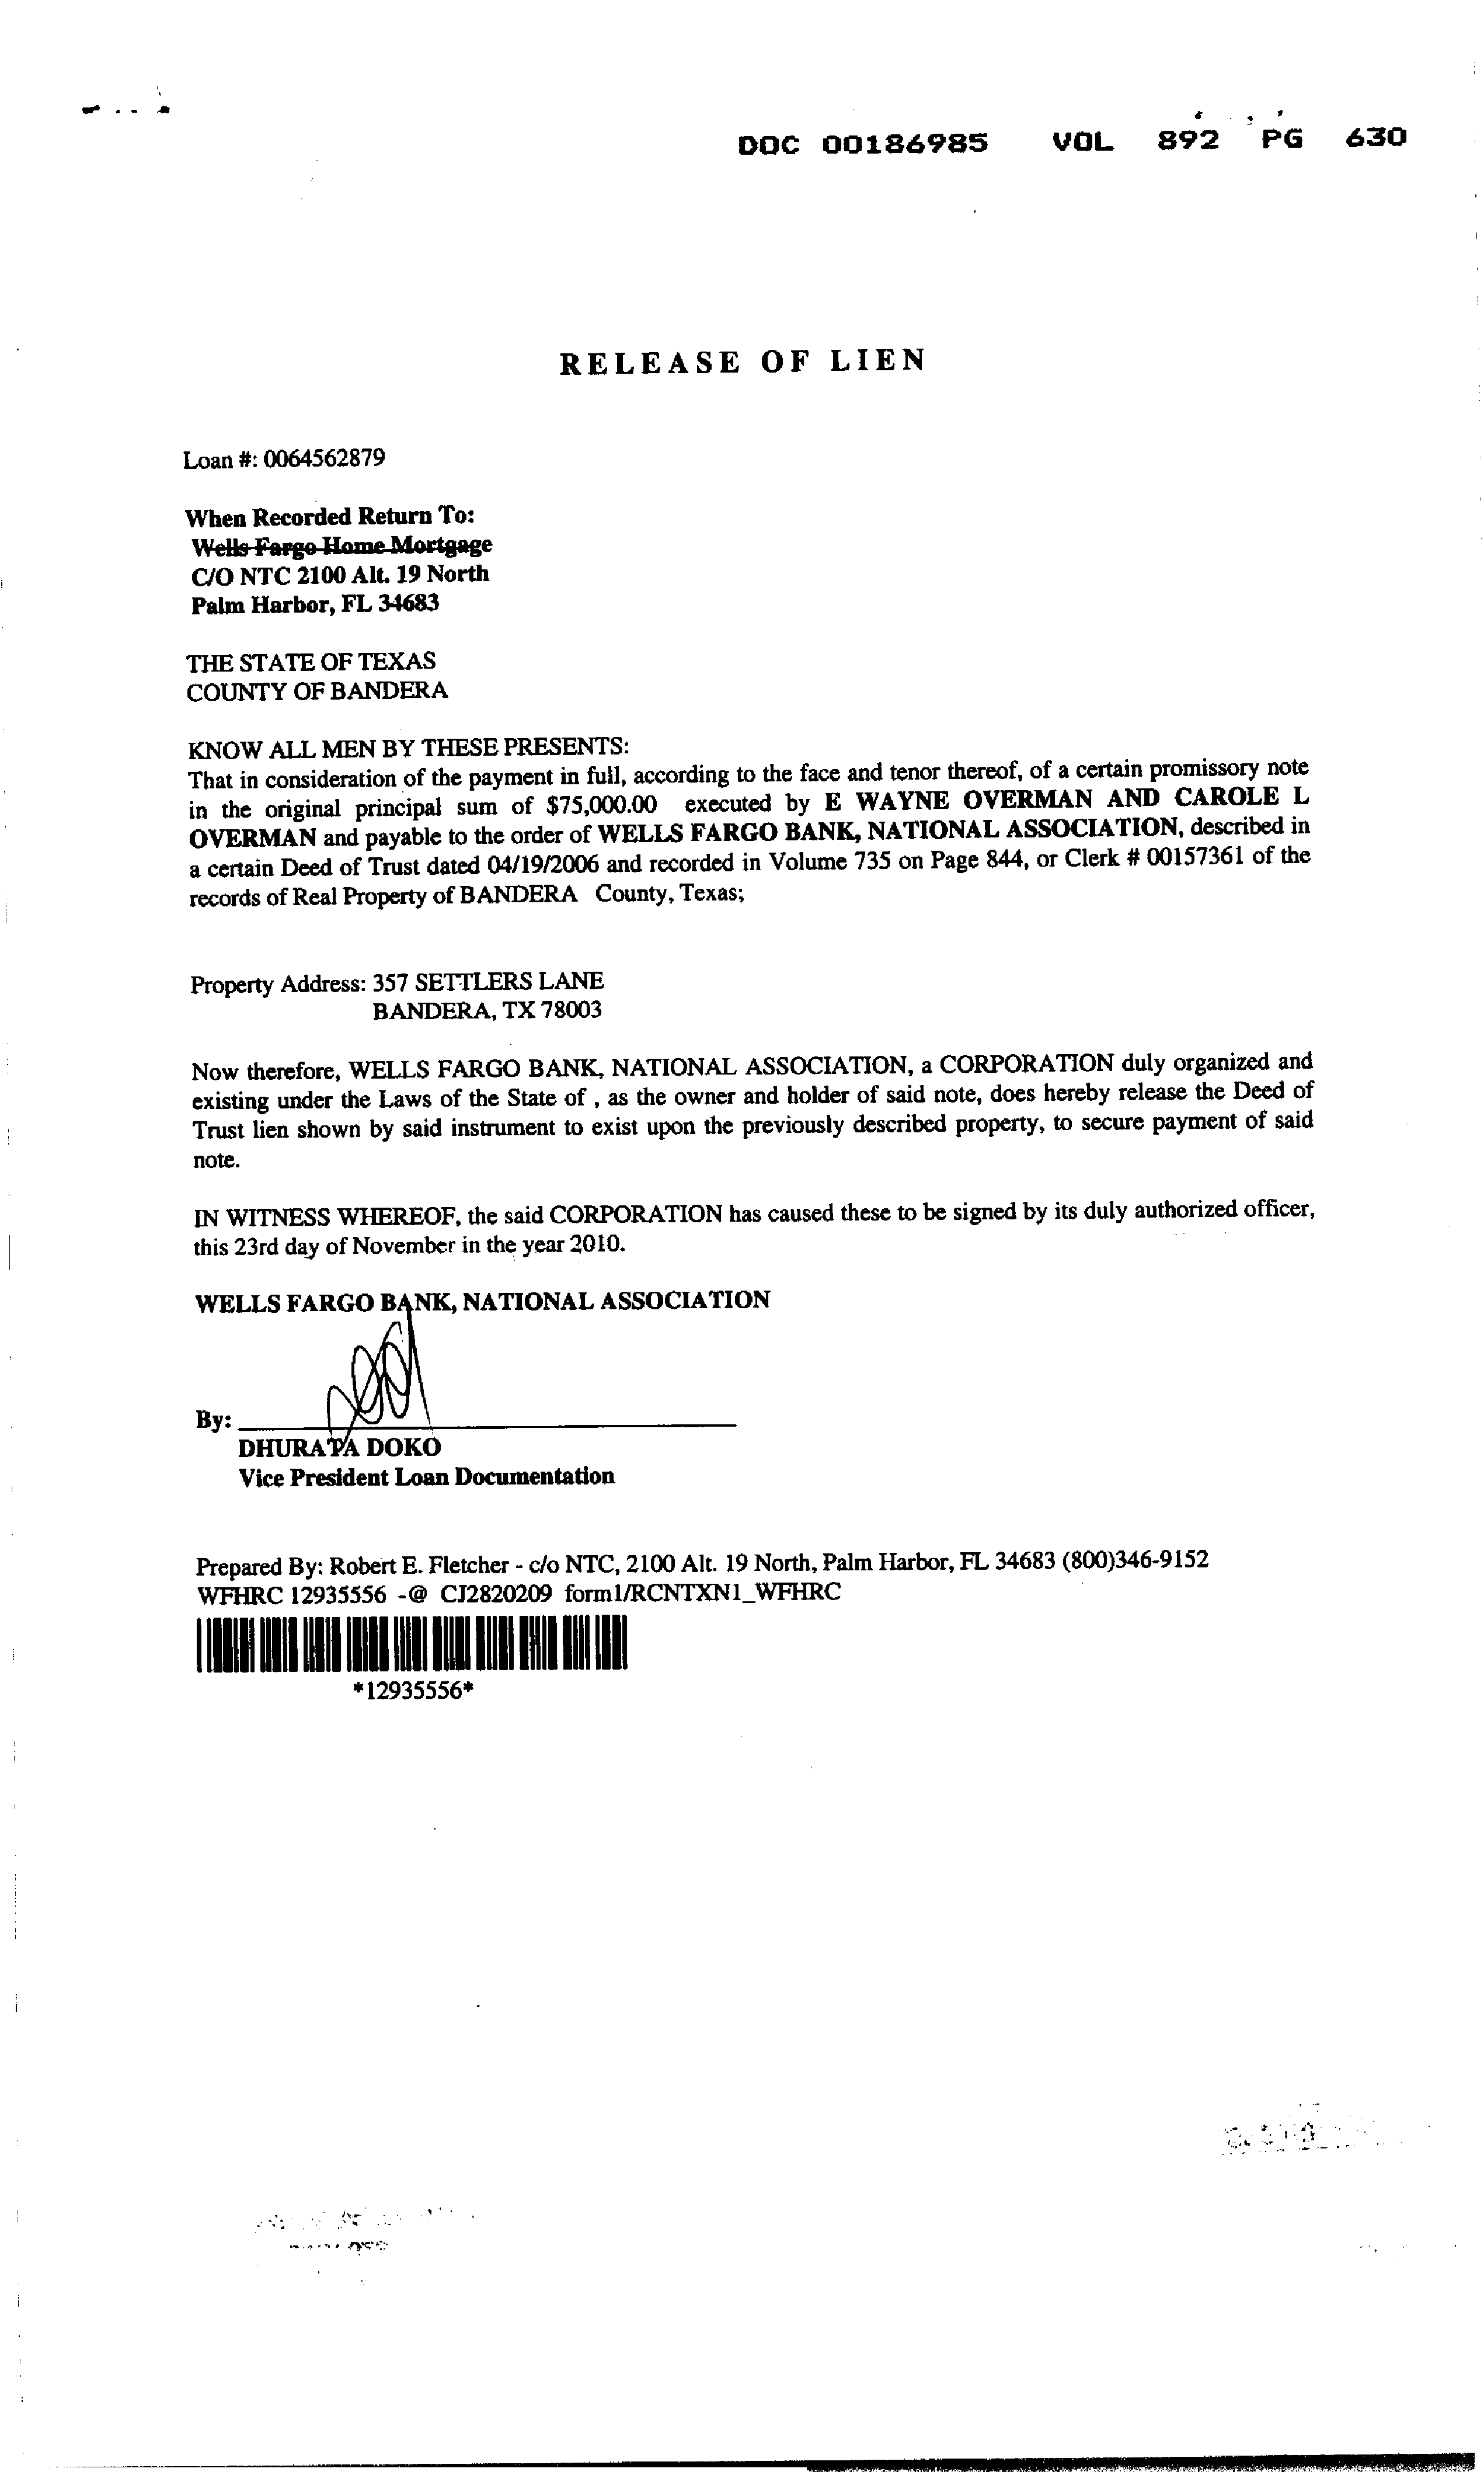 DOC 00186985 VOL 892 PG 630
RELEASE OF LIEN
Loan #: 0064562879
When Recorded Return To:
Wells Fargo Home Mortgage
C/O NTC 2100 Alt. 19 North
Palm Harbor, FL 34683
THE STATE OF TEXAS
COUNTY OF BANDERA
KNOW ALL MEN BY THESE PRESENTS:
That in consideration of the payment in full, according to the face and tenor thereof, of a certain promissory note
in the original principal sum of $75,000.00 executed by E WAYNE OVERMAN AND CAROLE L
OVERMAN and payable to the order of WELLS FARGO BANK, NATIONAL ASSOCIATION, described in
a certain Deed of Trust dated 04/19/2006 and recorded in Volume 735 on Page 844, or Clerk # 00157361 of the
records of Real Property of BANDERA County, Texas;
Property Address: 357 SETTLERS LANE
BANDERA, TX 78003
Now therefore, WELLS FARGO BANK, NATIONAL ASSOCIATION, a CORPORATION duly organized and
existing under the Laws of the State of , as the owner and holder of said note, does hereby release the Deed of
Trust lien shown by said instrument to exist upon the previously described property, to secure payment of said
note.
IN WITNESS WHEREOF, the said CORPORATION has caused these to be signed by its duly authorized officer,
this 23rd day of November in the year 2010.
WELLS FARGO BANK, NATIONAL ASSOCIATION
By:
DHURATA DOKO
Vice President Loan Documentation
Prepared By: Robert E. Fletcher - c/o NTC, 2100 Alt. 19 North, Palm Harbor, FL 34683 (800)346-9152
WFHRC 12935556 -@ CJ2820209 form1/RCNTXN1_WFHRC
*12935556*